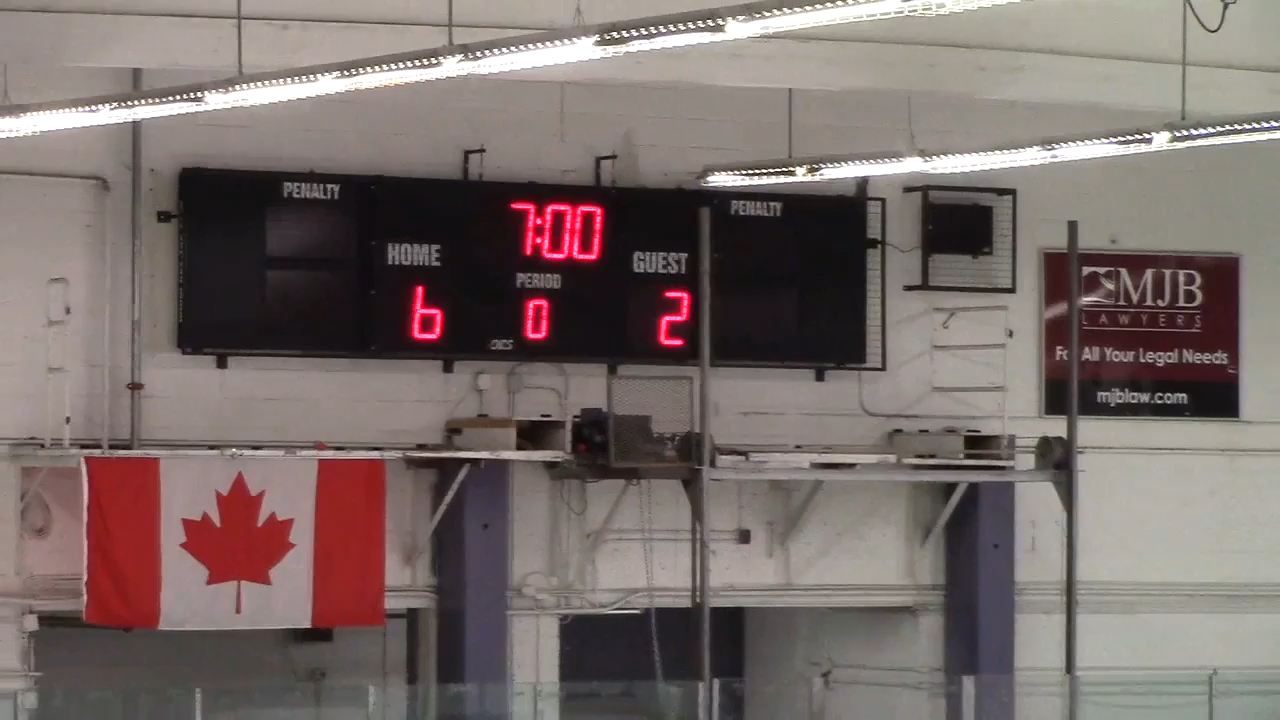 PENALTY
7:00
PENALTY
HOME
GUEST
PERIOD
6
0
2
OES
MJB
LAWYERS
For All Your Legal Needs
mjblaw.com